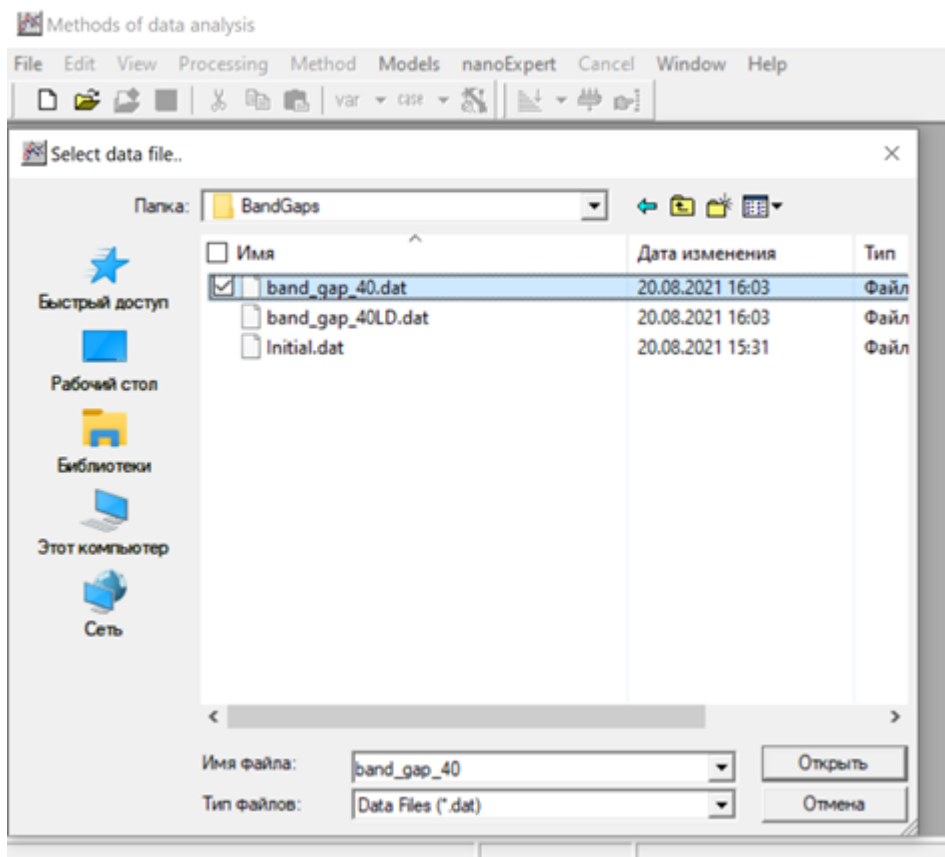 Methods of data analysis
File Edit View Processing Method Models nanoExpert Cancel Window Help
var case
Select data file..
Папка: BandGaps
Имя Дата изменения Тип
band_gap_40.dat 20.08.2021 16:03 Файл
band_gap_40LD.dat 20.08.2021 16:03 Файл
Initial.dat 20.08.2021 15:31 Файл
Быстрый доступ
Рабочий стол
Библиотеки
Этот компьютер
Сеть
Имя файла: band_gap_40 Открыть
Тип файлов: Data Files (*.dat) Отмена